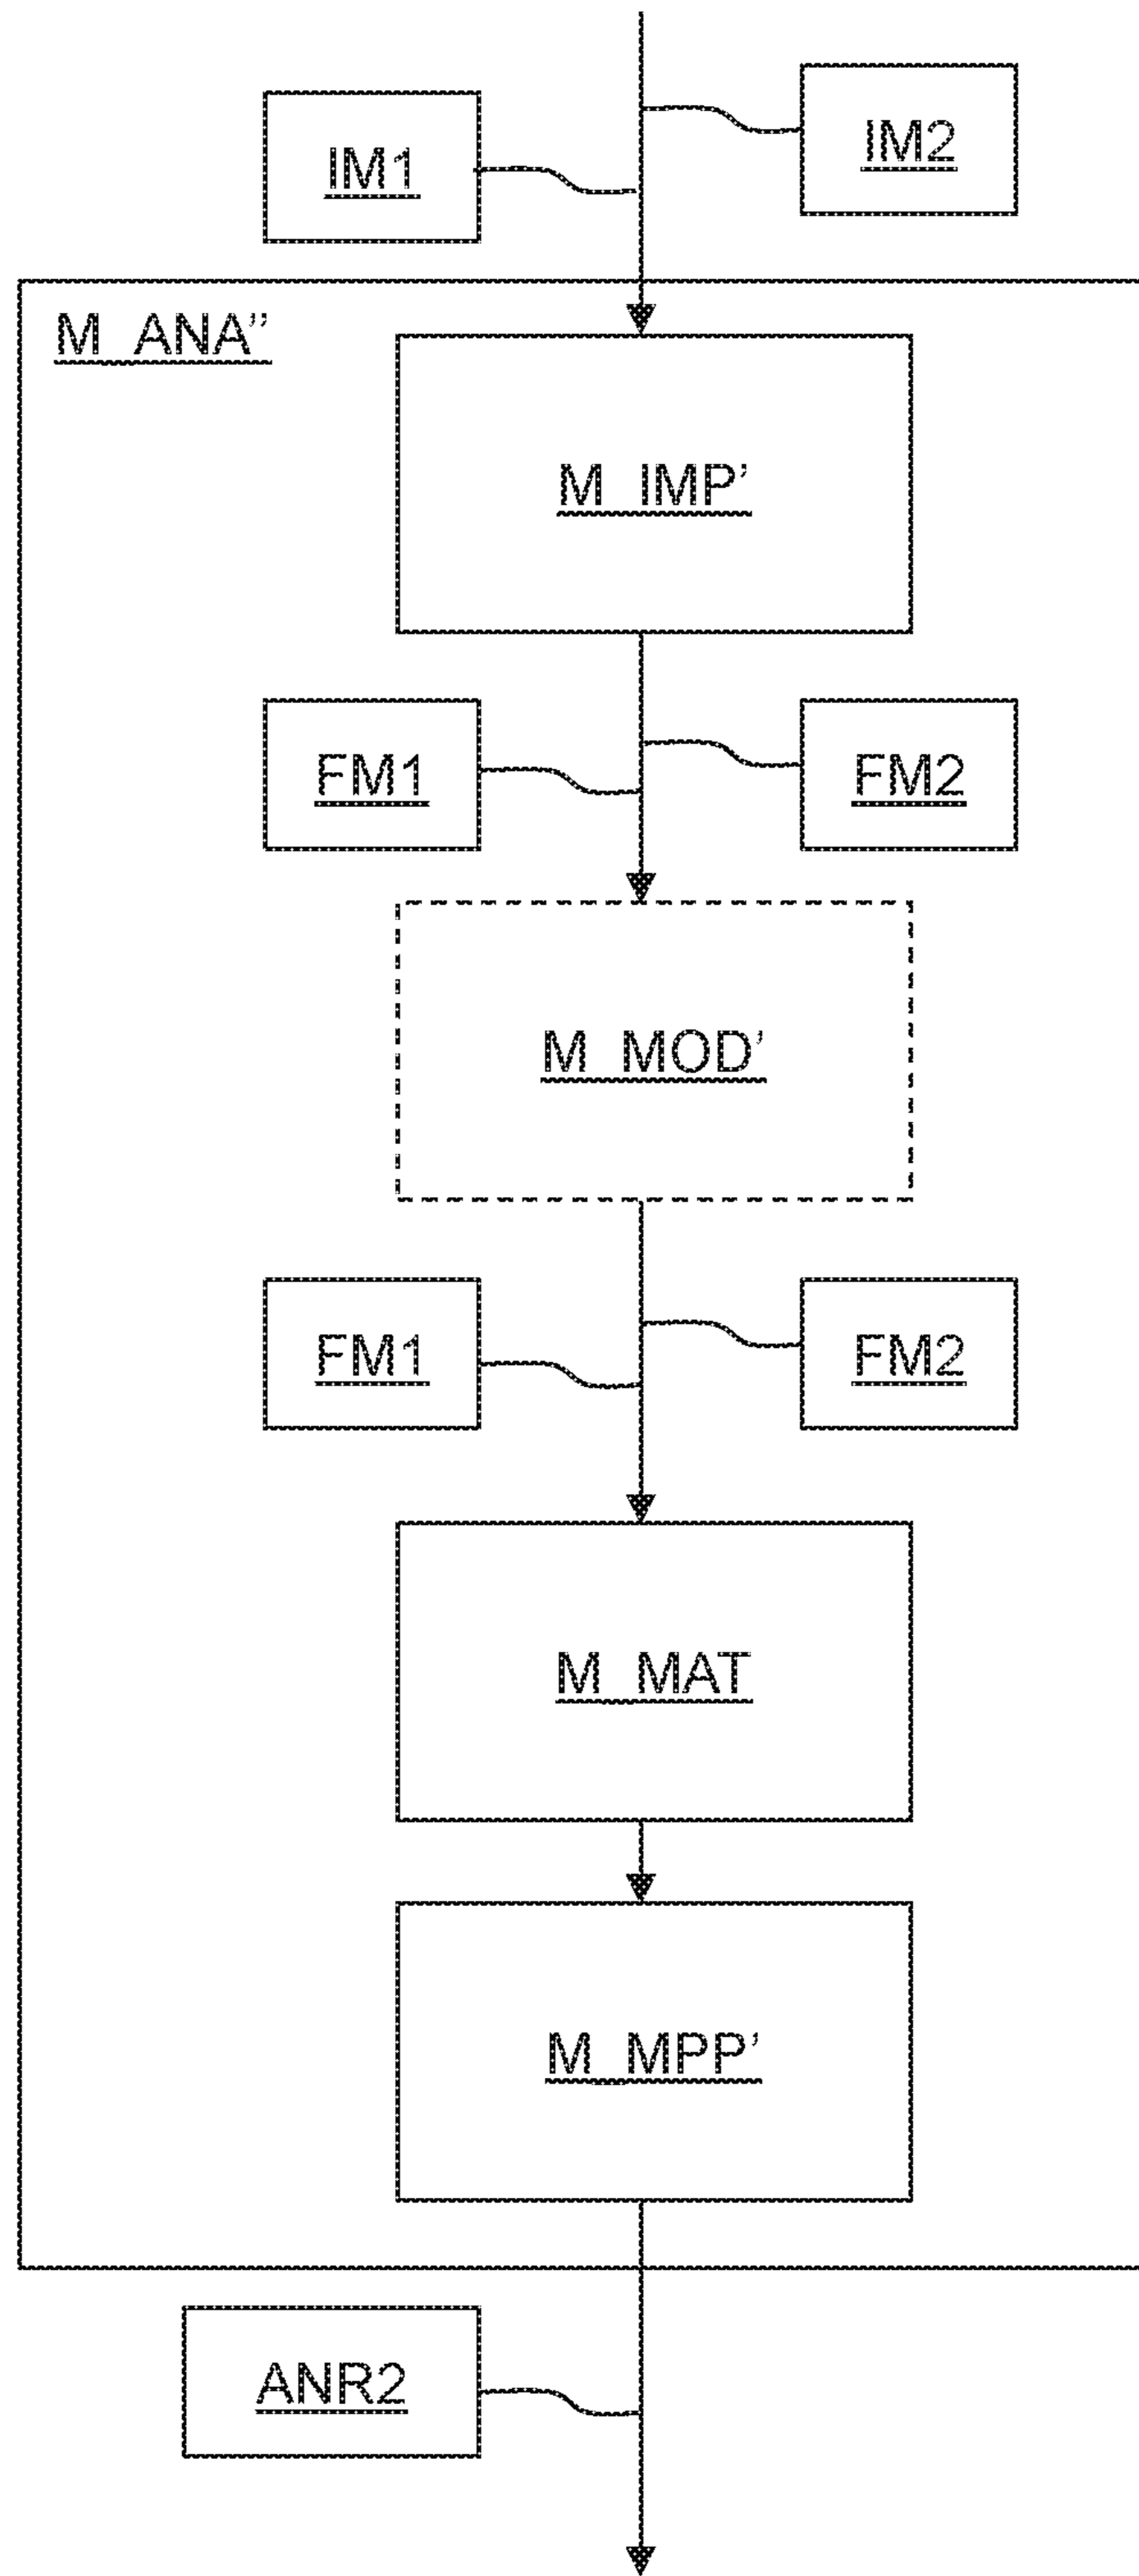 IM1
IM2
M_ANA’’
M_IMP’
FM1
FM2
M_MOD’
FM1
FM2
M_MAT
M_MPP’
ANR2